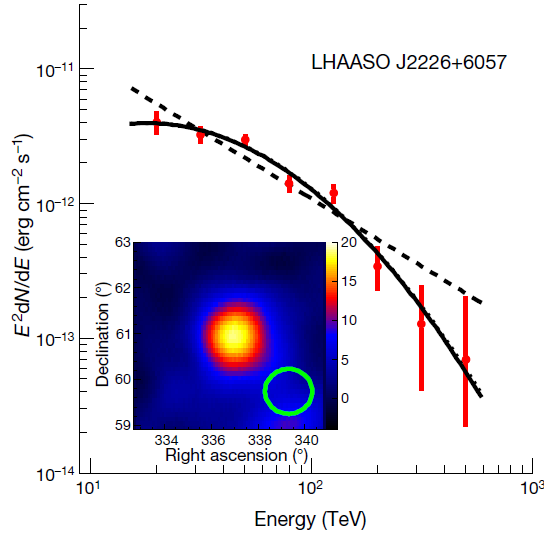 LHAASO J2226+6057
10⁻¹¹
10⁻¹²
10⁻¹³
10⁻¹⁴
E²dN/dE (erg cm⁻² s⁻¹)
63
62
61
60
59
Declination (°)
20
15
10
5
0
334 336 338 340
Right ascension (°)
10¹ 10² 10³
Energy (TeV)